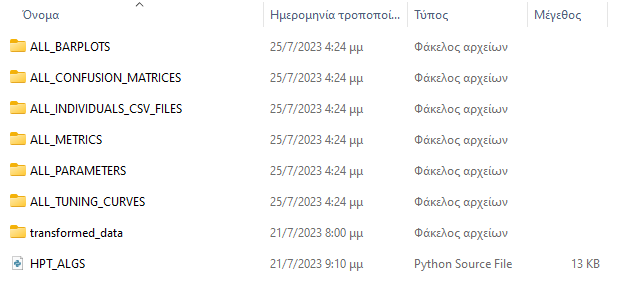 Όνομα Ημερομηνία τροποποί... Τύπος Μέγεθος
ALL_BARPLOTS 25/7/2023 4:24 μμ Φάκελος αρχείων
ALL_CONFUSION_MATRICES 25/7/2023 4:24 μμ Φάκελος αρχείων
ALL_INDIVIDUALS_CSV_FILES 25/7/2023 4:24 μμ Φάκελος αρχείων
ALL_METRICS 25/7/2023 4:24 μμ Φάκελος αρχείων
ALL_PARAMETERS 25/7/2023 4:24 μμ Φάκελος αρχείων
ALL_TUNING_CURVES 25/7/2023 4:24 μμ Φάκελος αρχείων
transformed_data 21/7/2023 8:00 μμ Φάκελος αρχείων
HPT_ALGS 21/7/2023 9:10 μμ Python Source File 13 KB